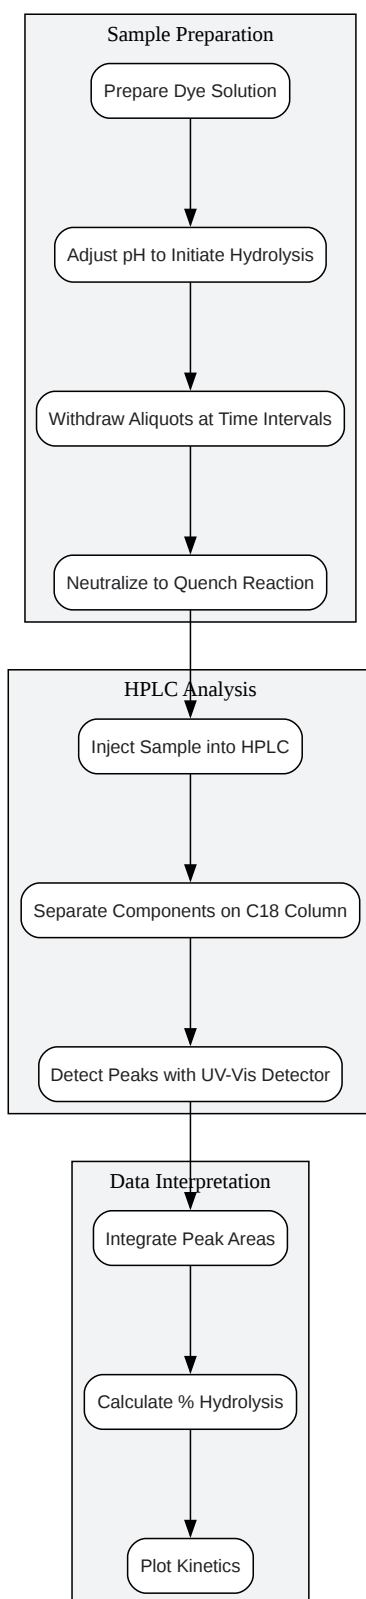 Sample Preparation
Prepare Dye Solution
Adjust pH to Initiate Hydrolysis
Withdraw Aliquots at Time Intervals
Neutralize to Quench Reaction
HPLC Analysis
Inject Sample into HPLC
Separate Components on C18 Column
Detect Peaks with UV-Vis Detector
Data Interpretation
Integrate Peak Areas
Calculate % Hydrolysis
Plot Kinetics